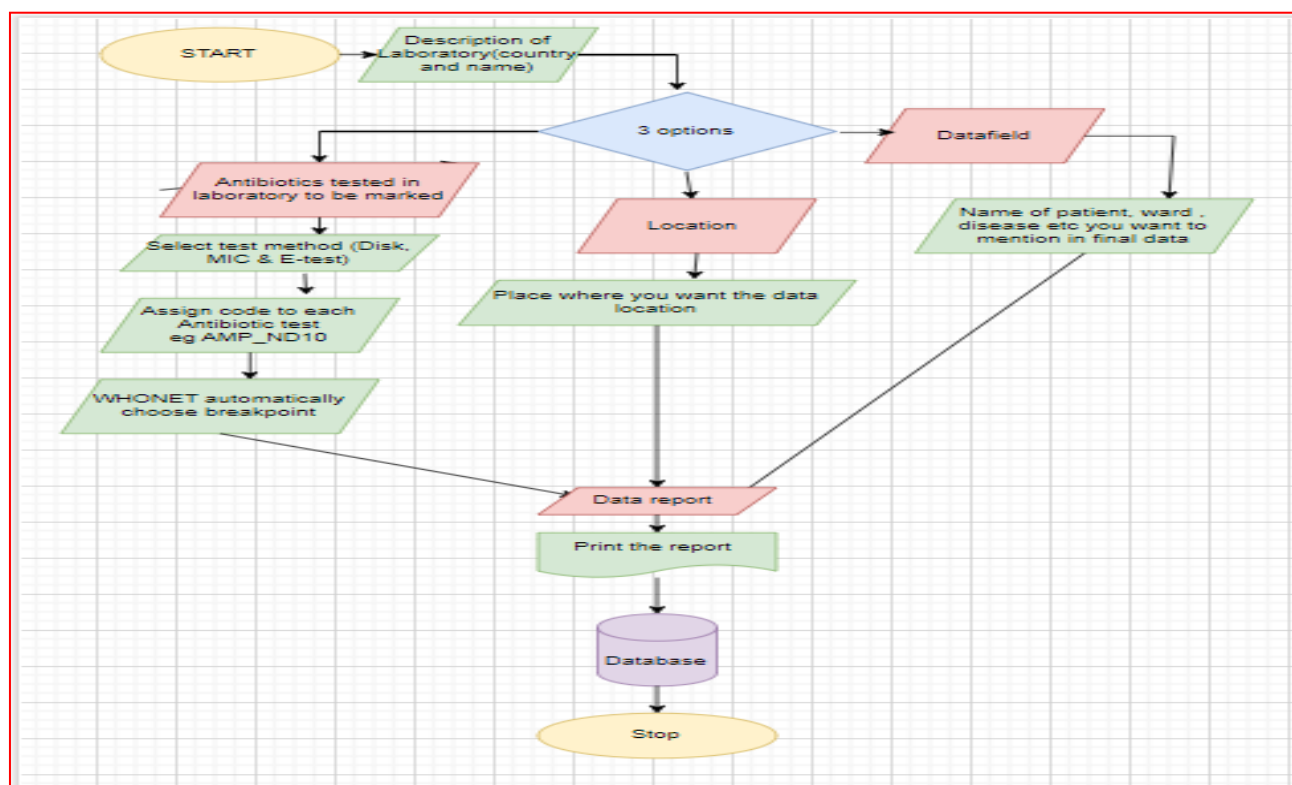 START
Description of
Laboratory(country
and name)
3 options
Datafield
Antibiotics tested in
laboratory to be marked
Location
Name of patient, ward ,
disease etc you want to
mention in final data
Select test method (Disk,
MIC & E-test)
Place where you want the data
location
Assign code to each
Antibiotic test
eg AMP_ND10
WHONET automatically
choose breakpoint
Data report
Print the report
Database
Stop